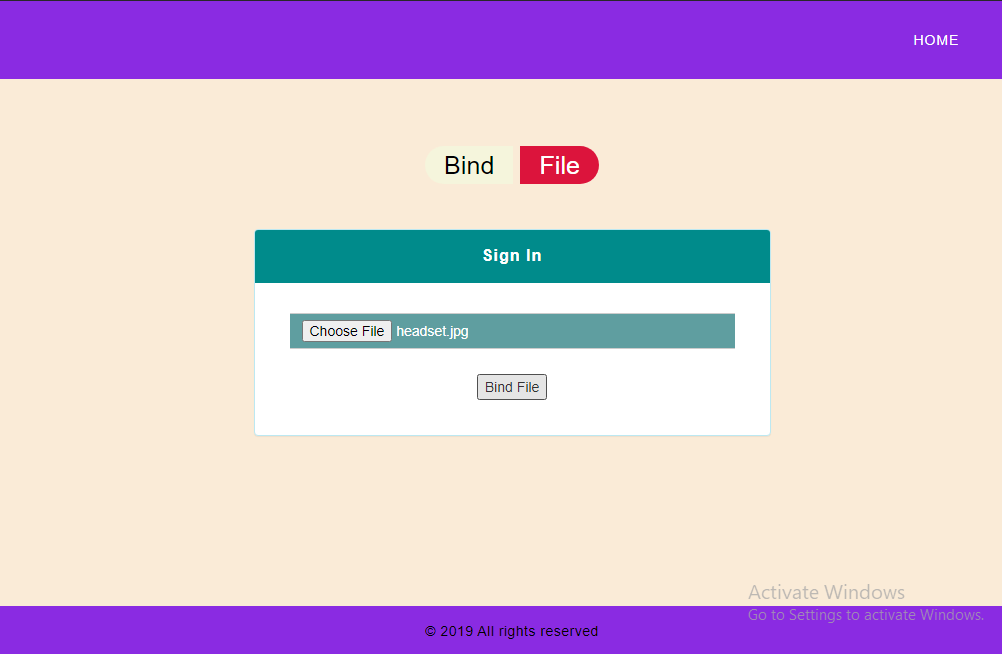 HOME
Bind File
Sign In
Choose File headset.jpg
Bind File
Activate Windows
Go to Settings to activate Windows.
© 2019 All rights reserved